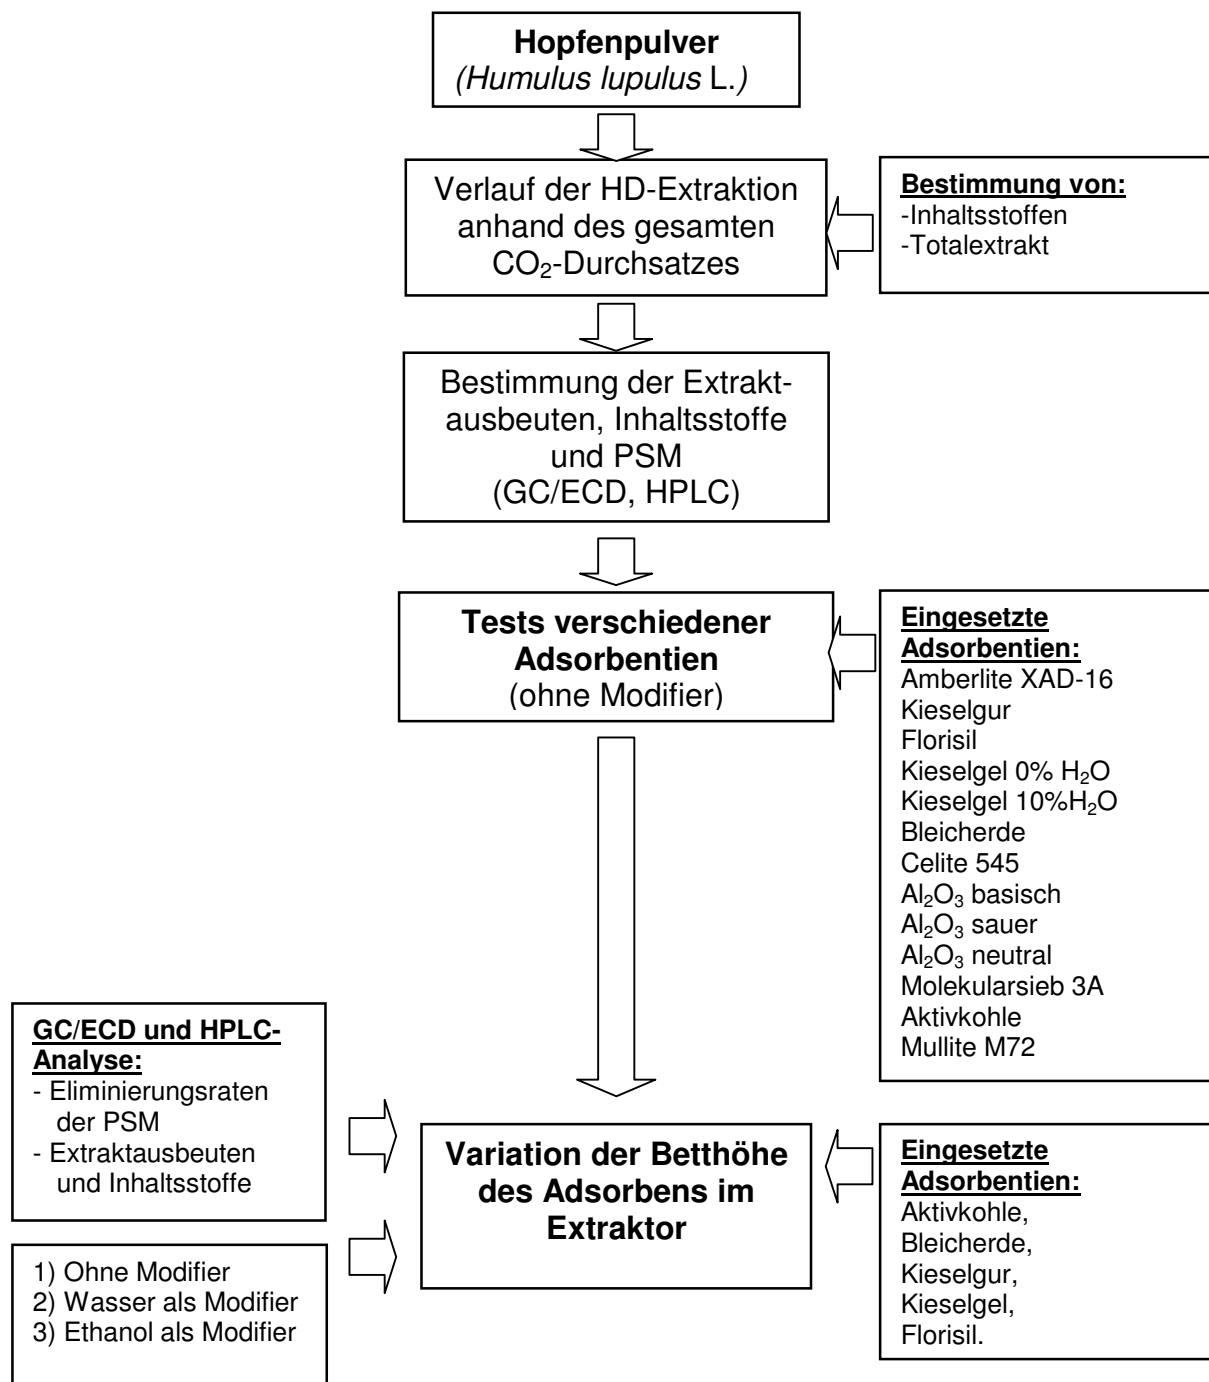 Hopfenpulver
(Humulus lupulus L.)
Verlauf der HD-Extraktion
anhand des gesamten
CO₂-Durchsatzes
Bestimmung von:
-Inhaltsstoffen
-Totalextrakt
Bestimmung der Extrakt-
ausbeuten, Inhaltsstoffe
und PSM
(GC/ECD, HPLC)
Tests verschiedener
Adsorbentien
(ohne Modifier)
Eingesetzte
Adsorbentien:
Amberlite XAD-16
Kieselgur
Florisil
Kieselgel 0% H₂O
Kieselgel 10%H₂O
Bleicherde
Celite 545
Al₂O₃ basisch
Al₂O₃ sauer
Al₂O₃ neutral
Molekularsieb 3A
Aktivkohle
Mullite M72
GC/ECD und HPLC-
Analyse:
- Eliminierungsraten
der PSM
- Extraktausbeuten
und Inhaltsstoffe
1) Ohne Modifier
2) Wasser als Modifier
3) Ethanol als Modifier
Variation der Betthöhe
des Adsorbens im
Extraktor
Eingesetzte
Adsorbentien:
Aktivkohle,
Bleicherde,
Kieselgur,
Kieselgel,
Florisil.